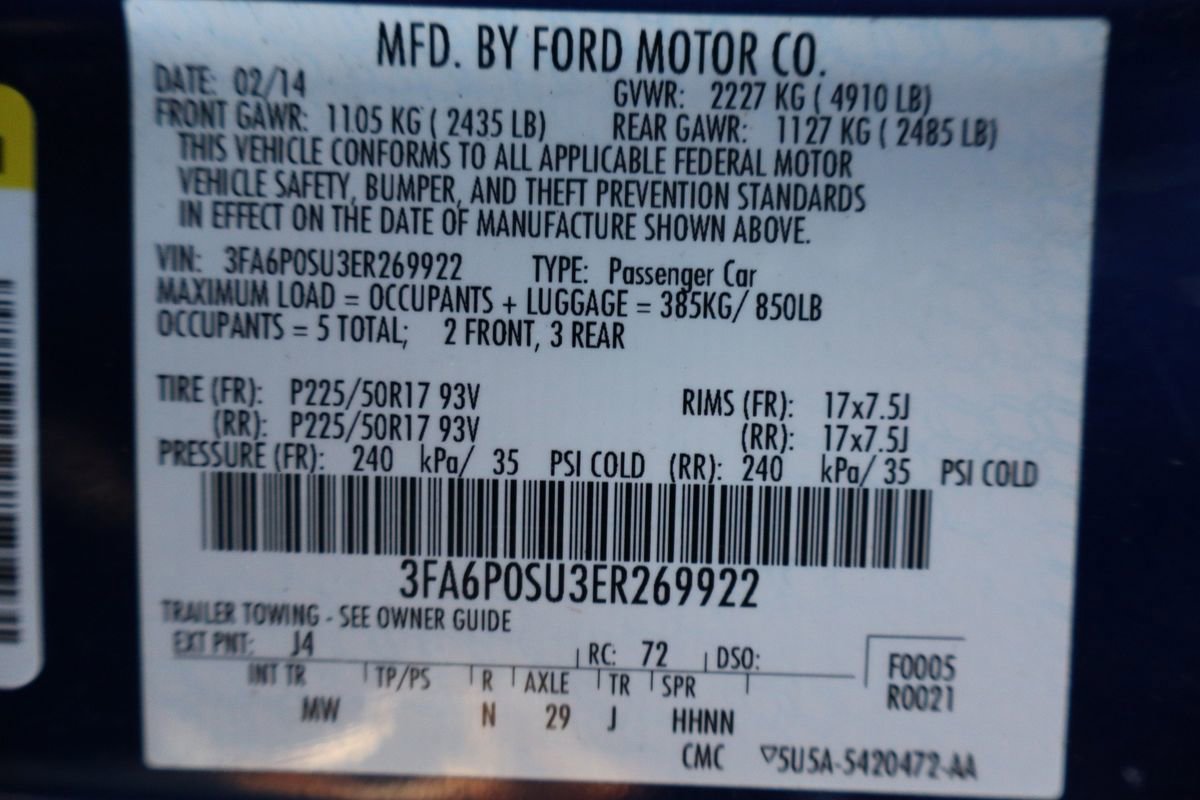 MFD. BY FORD MOTOR CO.
DATE: 02/14 GVWR: 2227 KG ( 4910 LB)
FRONT GAWR: 1105 KG ( 2435 LB) REAR GAWR: 1127 KG ( 2485 LB)
THIS VEHICLE CONFORMS TO ALL APPLICABLE FEDERAL MOTOR
VEHICLE SAFETY, BUMPER, AND THEFT PREVENTION STANDARDS
IN EFFECT ON THE DATE OF MANUFACTURE SHOWN ABOVE.
VIN: 3FA6P0SU3ER269922 TYPE: Passenger Car
MAXIMUM LOAD = OCCUPANTS + LUGGAGE = 385KG/ 850LB
OCCUPANTS = 5 TOTAL; 2 FRONT, 3 REAR
TIRE (FR): P225/50R17 93V RIMS (FR): 17x7.5J
(RR): P225/50R17 93V (RR): 17x7.5J
PRESSURE (FR): 240 kPa/ 35 PSI COLD (RR): 240 kPa/ 35 PSI COLD
3FA6P0SU3ER269922
TRAILER TOWING - SEE OWNER GUIDE
EXT PNT: J4 RC: 72 DSO: F0005
INT TR TP/PS R AXLE TR SPR R0021
MW N 29 J HHNN
CMC ▽5U5A-5420472-AA